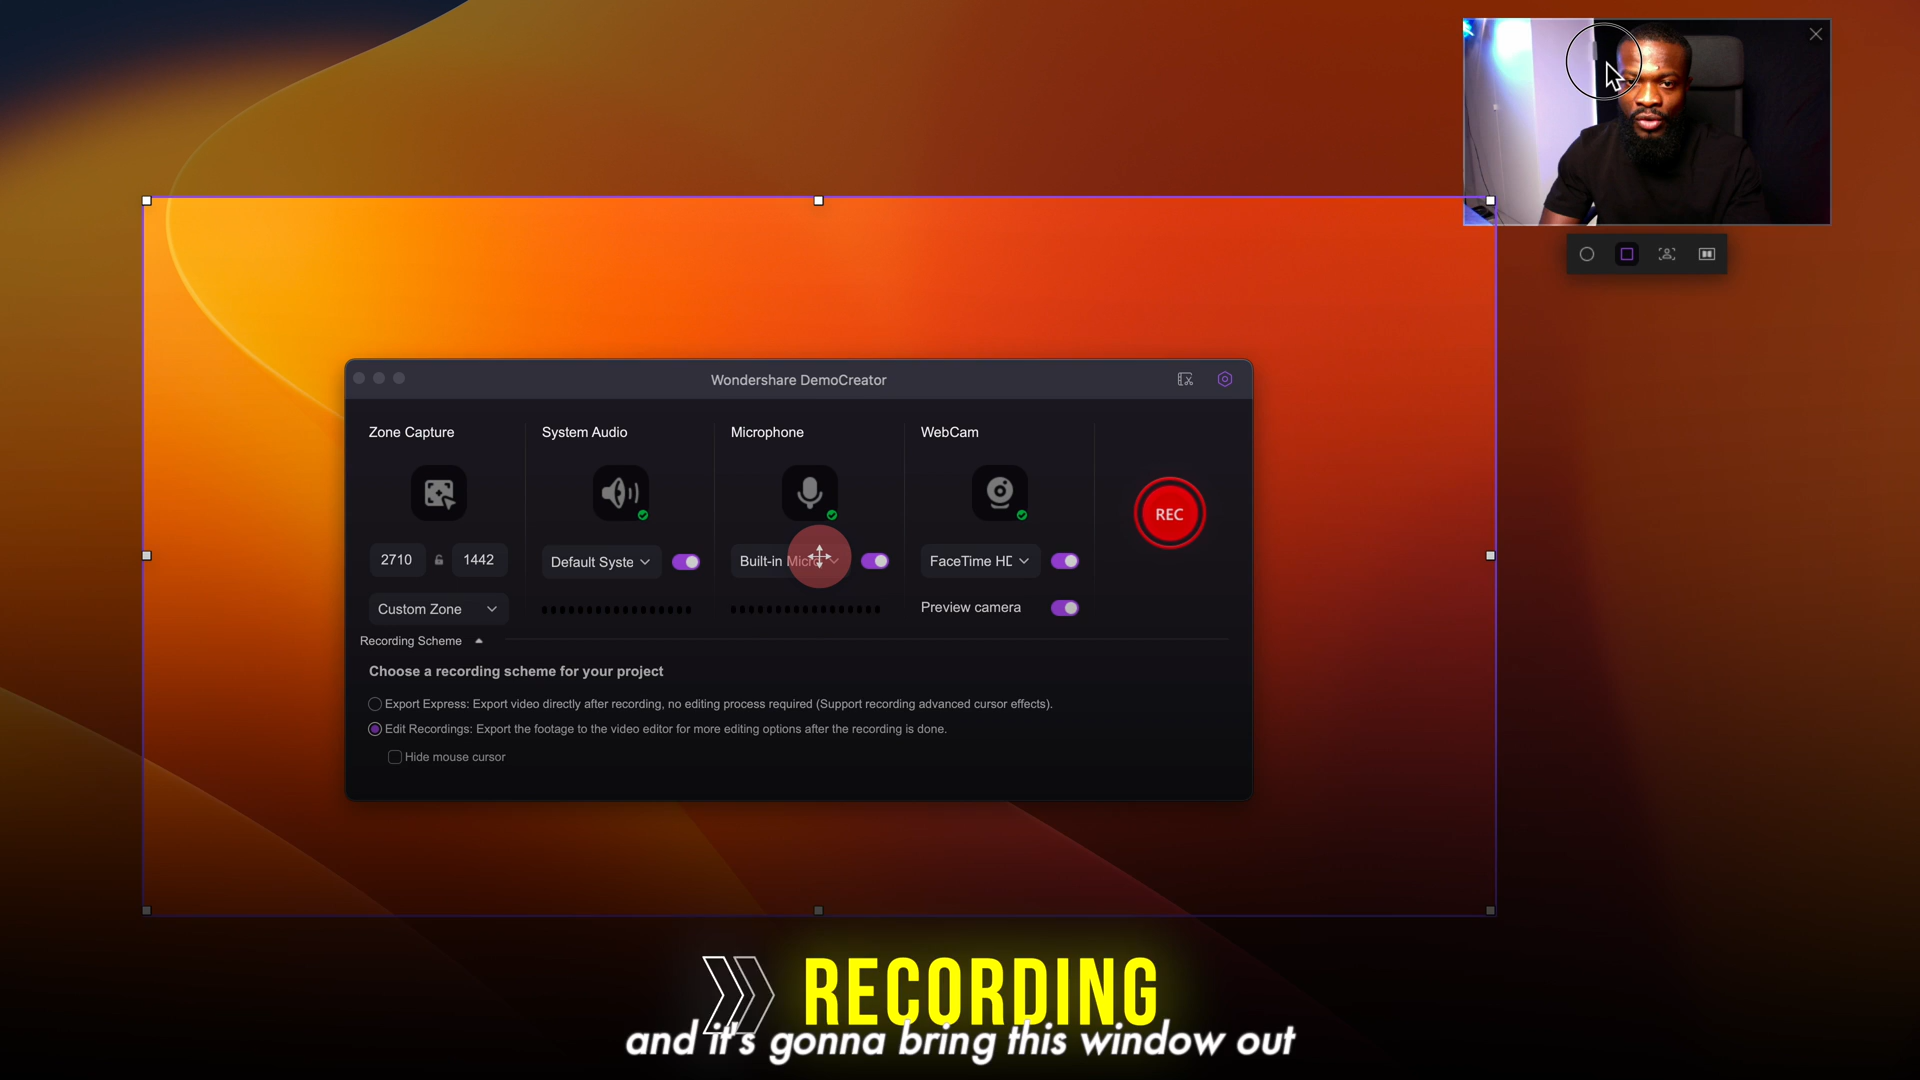 Wondershare DemoCreator
Zone Capture
System Audio
Microphone
WebCam
REC
2710
1442
Default Syste
Built-in Micr
FaceTime HD
Custom Zone
Preview camera
Recording Scheme
Choose a recording scheme for your project
Export Express: Export video directly after recording, no editing process required (Support recording advanced cursor effects).
Edit Recordings: Export the footage to the video editor for more editing options after the recording is done.
Hide mouse cursor
RECORDING
and it's gonna bring this window out